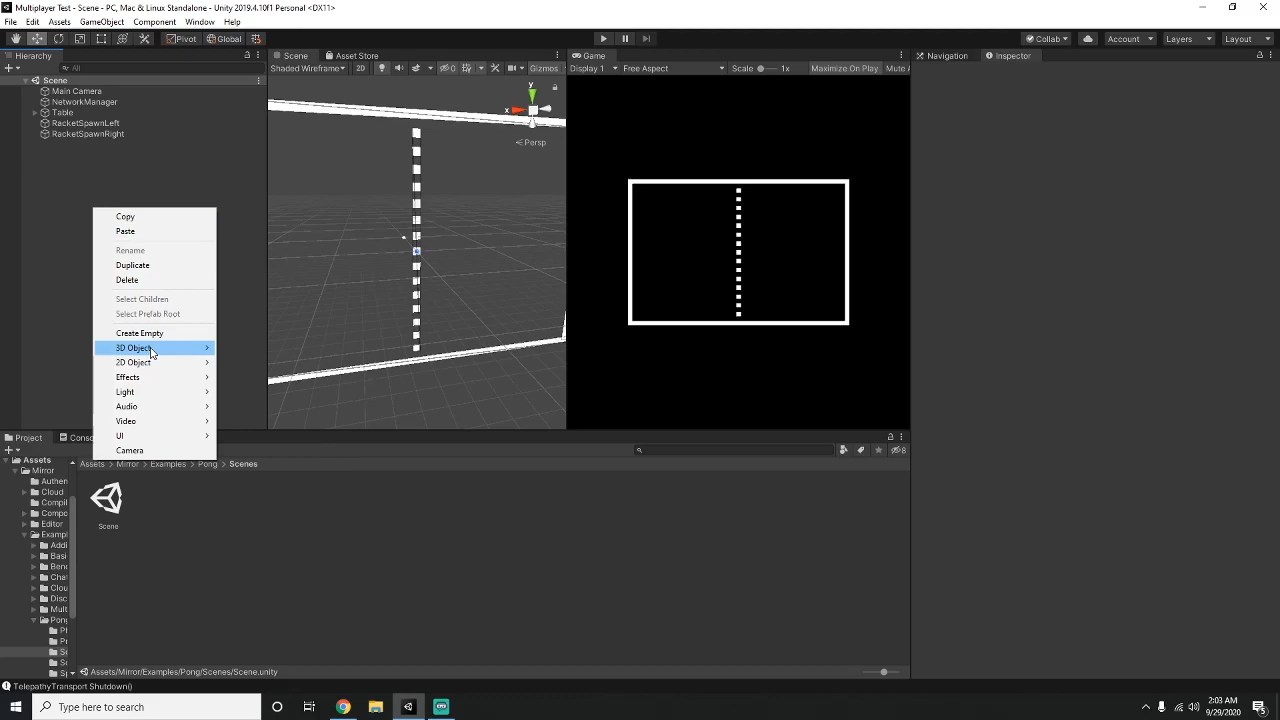 Multiplayer Test - Scene - PC, Mac & Linux Standalone - Unity 2019.4.10f1 Personal <DX11>
File Edit Assets GameObject Component Window Help
Pivot Global Collab Account Layers Layout
Hierarchy Scene Asset Store Game Navigation Inspector
All Shaded Wireframe 2D 0 Gizmos Display 1 Free Aspect Scale 1x Maximize On Play Mute A
Scene
Main Camera
NetworkManager
Table
RacketSpawnLeft
RacketSpawnRight
y
x
Persp
Copy
Paste
Rename
Duplicate
Delete
Select Children
Select Prefab Root
Create Empty
3D Object
2D Object
Effects
Light
Audio
Video
UI
Camera
Project Conso
8
Assets
Mirror
Authen
Cloud
Compil
Compo
Editor
Exampl
Addi
Basi
Ben
Chat
Clou
Disc
Mult
Pong
P
P
S
S
S
Assets Mirror Examples Pong Scenes
Scene
Assets/Mirror/Examples/Pong/Scenes/Scene.unity
TelepathyTransport Shutdown()
Type here to search
2:03 AM
9/29/2020